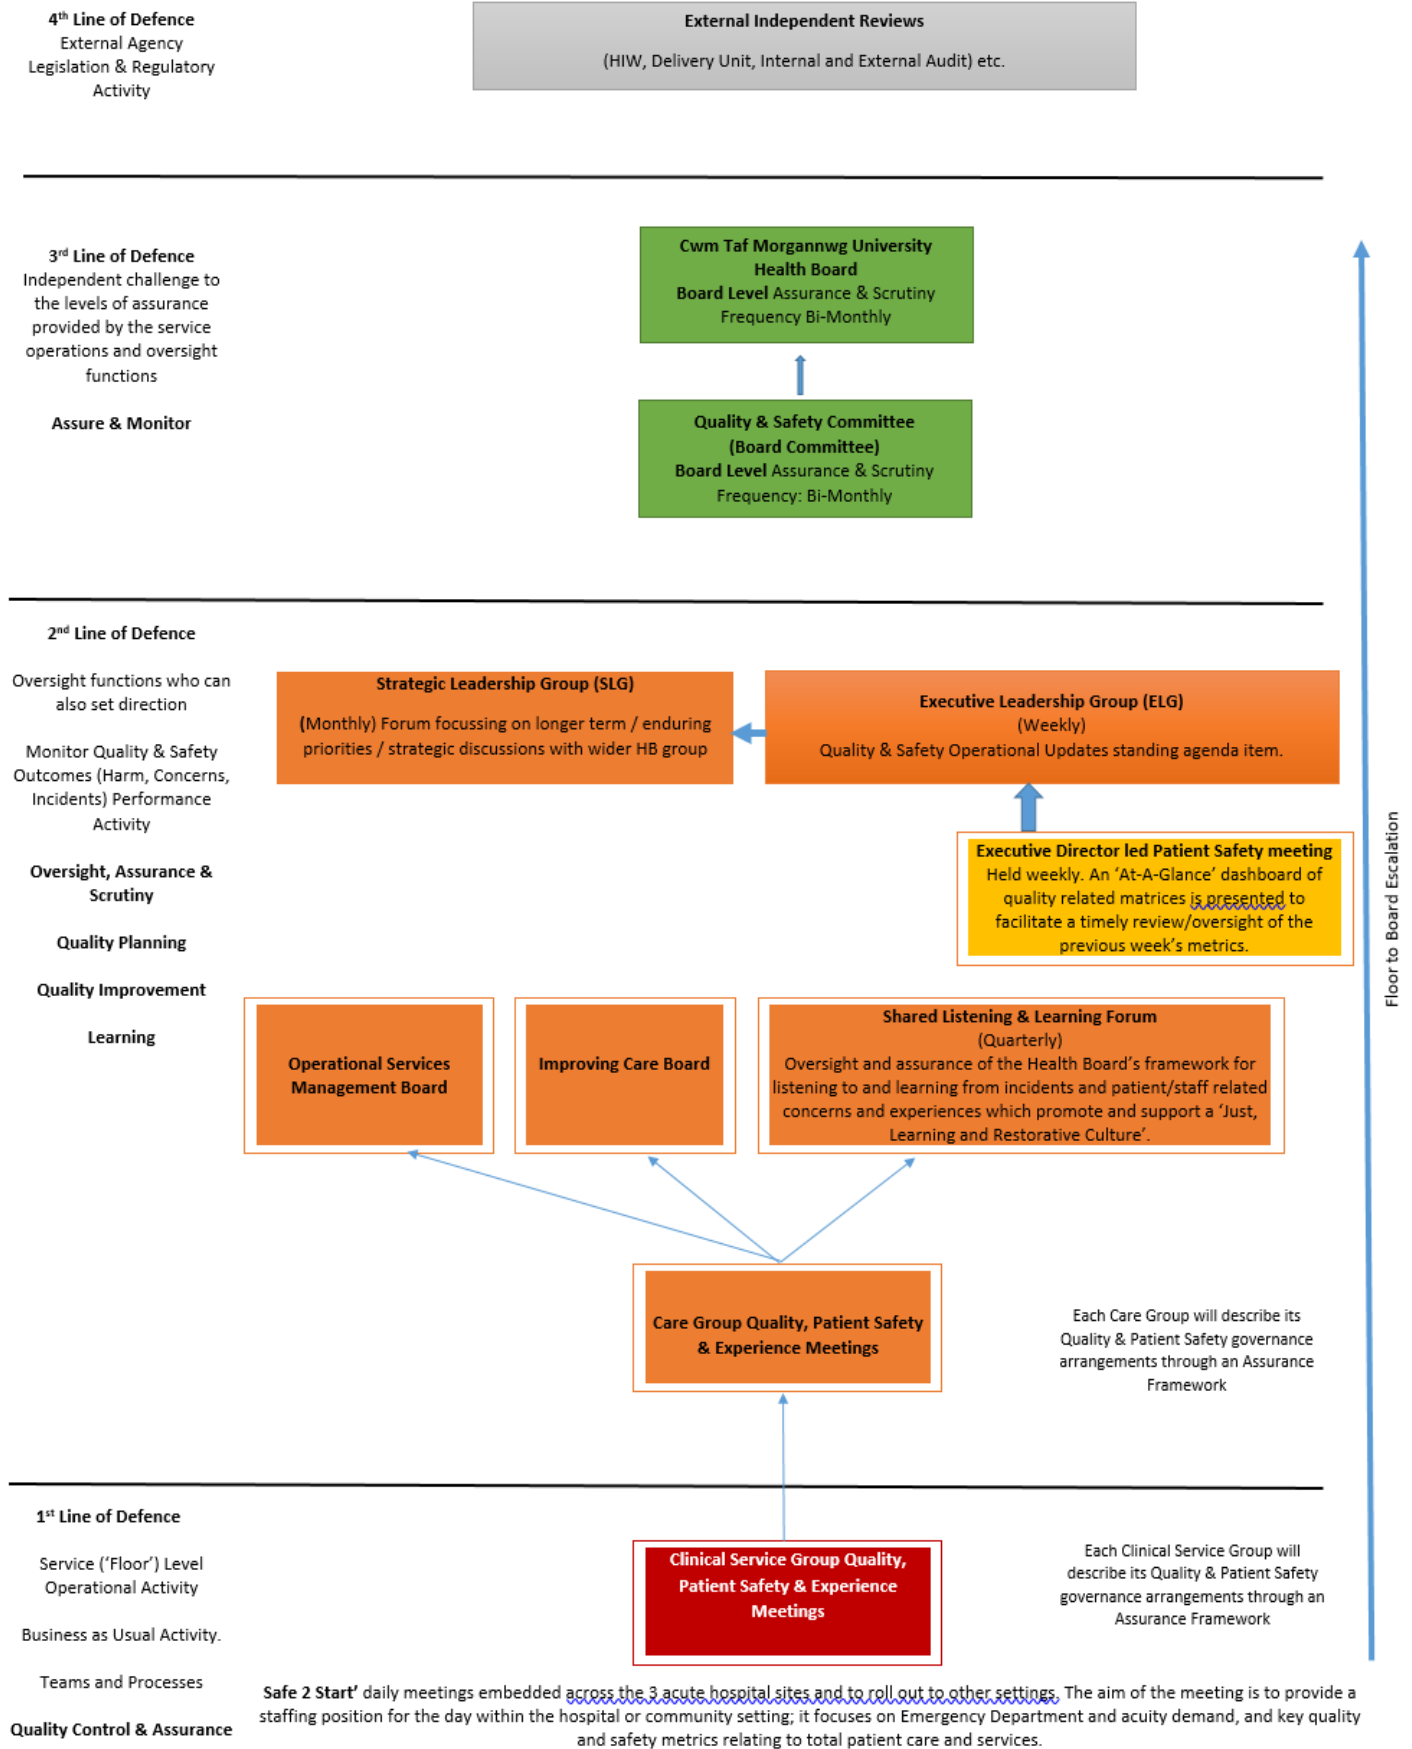 4th Line of Defence
External Agency
Legislation & Regulatory
Activity
External Independent Reviews
(HIW, Delivery Unit, Internal and External Audit) etc.
3rd Line of Defence
Independent challenge to
the levels of assurance
provided by the service
operations and oversight
functions
Assure & Monitor
Cwm Taf Morgannwg University
Health Board
Board Level Assurance & Scrutiny
Frequency Bi-Monthly
Quality & Safety Committee
(Board Committee)
Board Level Assurance & Scrutiny
Frequency: Bi-Monthly
2nd Line of Defence
Oversight functions who can
also set direction
Monitor Quality & Safety
Outcomes (Harm, Concerns,
Incidents) Performance
Activity
Oversight, Assurance &
Scrutiny
Quality Planning
Quality Improvement
Learning
Strategic Leadership Group (SLG)
(Monthly) Forum focussing on longer term / enduring
priorities / strategic discussions with wider HB group
Executive Leadership Group (ELG)
(Weekly)
Quality & Safety Operational Updates standing agenda item.
Executive Director led Patient Safety meeting
Held weekly. An ‘At-A-Glance’ dashboard of
quality related matrices is presented to
facilitate a timely review/oversight of the
previous week’s metrics.
Operational Services
Management Board
Improving Care Board
Shared Listening & Learning Forum
(Quarterly)
Oversight and assurance of the Health Board’s framework for
listening to and learning from incidents and patient/staff related
concerns and experiences which promote and support a ‘Just,
Learning and Restorative Culture’.
Care Group Quality, Patient Safety
& Experience Meetings
Each Care Group will describe its
Quality & Patient Safety governance
arrangements through an Assurance
Framework
Floor to Board Escalation
1st Line of Defence
Service (‘Floor’) Level
Operational Activity
Business as Usual Activity.
Teams and Processes
Quality Control & Assurance
Clinical Service Group Quality,
Patient Safety & Experience
Meetings
Each Clinical Service Group will
describe its Quality & Patient Safety
governance arrangements through an
Assurance Framework
Safe 2 Start’ daily meetings embedded across the 3 acute hospital sites and to roll out to other settings. The aim of the meeting is to provide a
staffing position for the day within the hospital or community setting; it focuses on Emergency Department and acuity demand, and key quality
and safety metrics relating to total patient care and services.